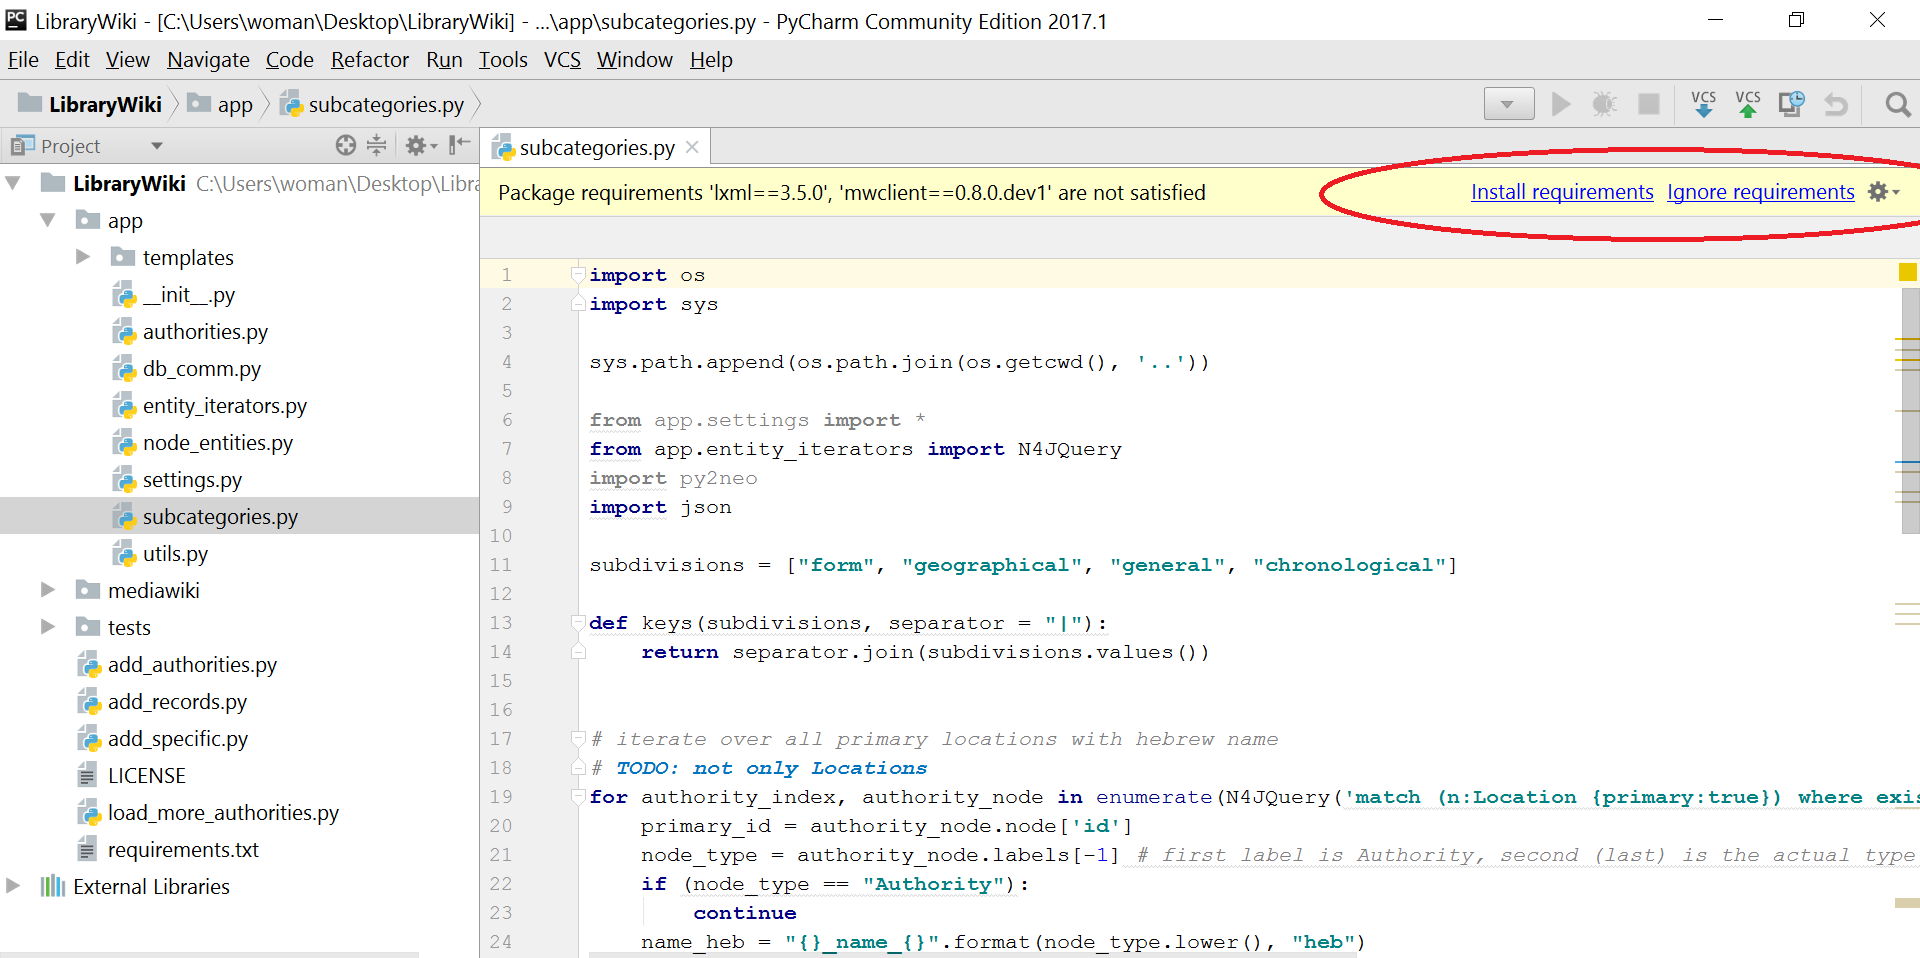 LibraryWiki - [C:\Users\woman\Desktop\LibraryWiki] - ...\app\subcategories.py - PyCharm Community Edition 2017.1
File Edit View Navigate Code Refactor Run Tools VCS Window Help
LibraryWiki app subcategories.py VCS VCS
Project
subcategories.py
LibraryWiki C:\Users\woman\Desktop\Libra
app
templates
__init__.py
authorities.py
db_comm.py
entity_iterators.py
node_entities.py
settings.py
subcategories.py
utils.py
mediawiki
tests
add_authorities.py
add_records.py
add_specific.py
LICENSE
load_more_authorities.py
requirements.txt
External Libraries
Package requirements 'lxml==3.5.0', 'mwclient==0.8.0.dev1' are not satisfied Install requirements Ignore requirements
1 import os
2 import sys
3
4 sys.path.append(os.path.join(os.getcwd(), '..'))
5
6 from app.settings import *
7 from app.entity_iterators import N4JQuery
8 import py2neo
9 import json
10
11 subdivisions = ["form", "geographical", "general", "chronological"]
12
13 def keys(subdivisions, separator = "|"):
14     return separator.join(subdivisions.values())
15
16
17 # iterate over all primary locations with hebrew name
18 # TODO: not only Locations
19 for authority_index, authority_node in enumerate(N4JQuery('match (n:Location {primary:true}) where exis
20     primary_id = authority_node.node['id']
21     node_type = authority_node.labels[-1] # first label is Authority, second (last) is the actual type
22     if (node_type == "Authority"):
23         continue
24     name_heb = "{}_name_{}".format(node_type.lower(), "heb")